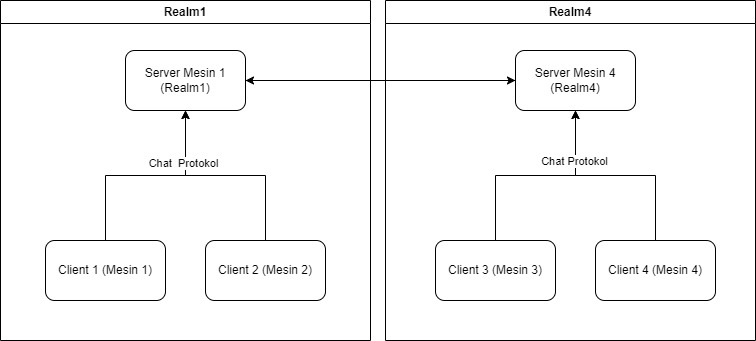 Realm1
Realm4
Server Mesin 1
(Realm1)
Server Mesin 4
(Realm4)
Chat Protokol
Chat Protokol
Client 1 (Mesin 1)
Client 2 (Mesin 2)
Client 3 (Mesin 3)
Client 4 (Mesin 4)